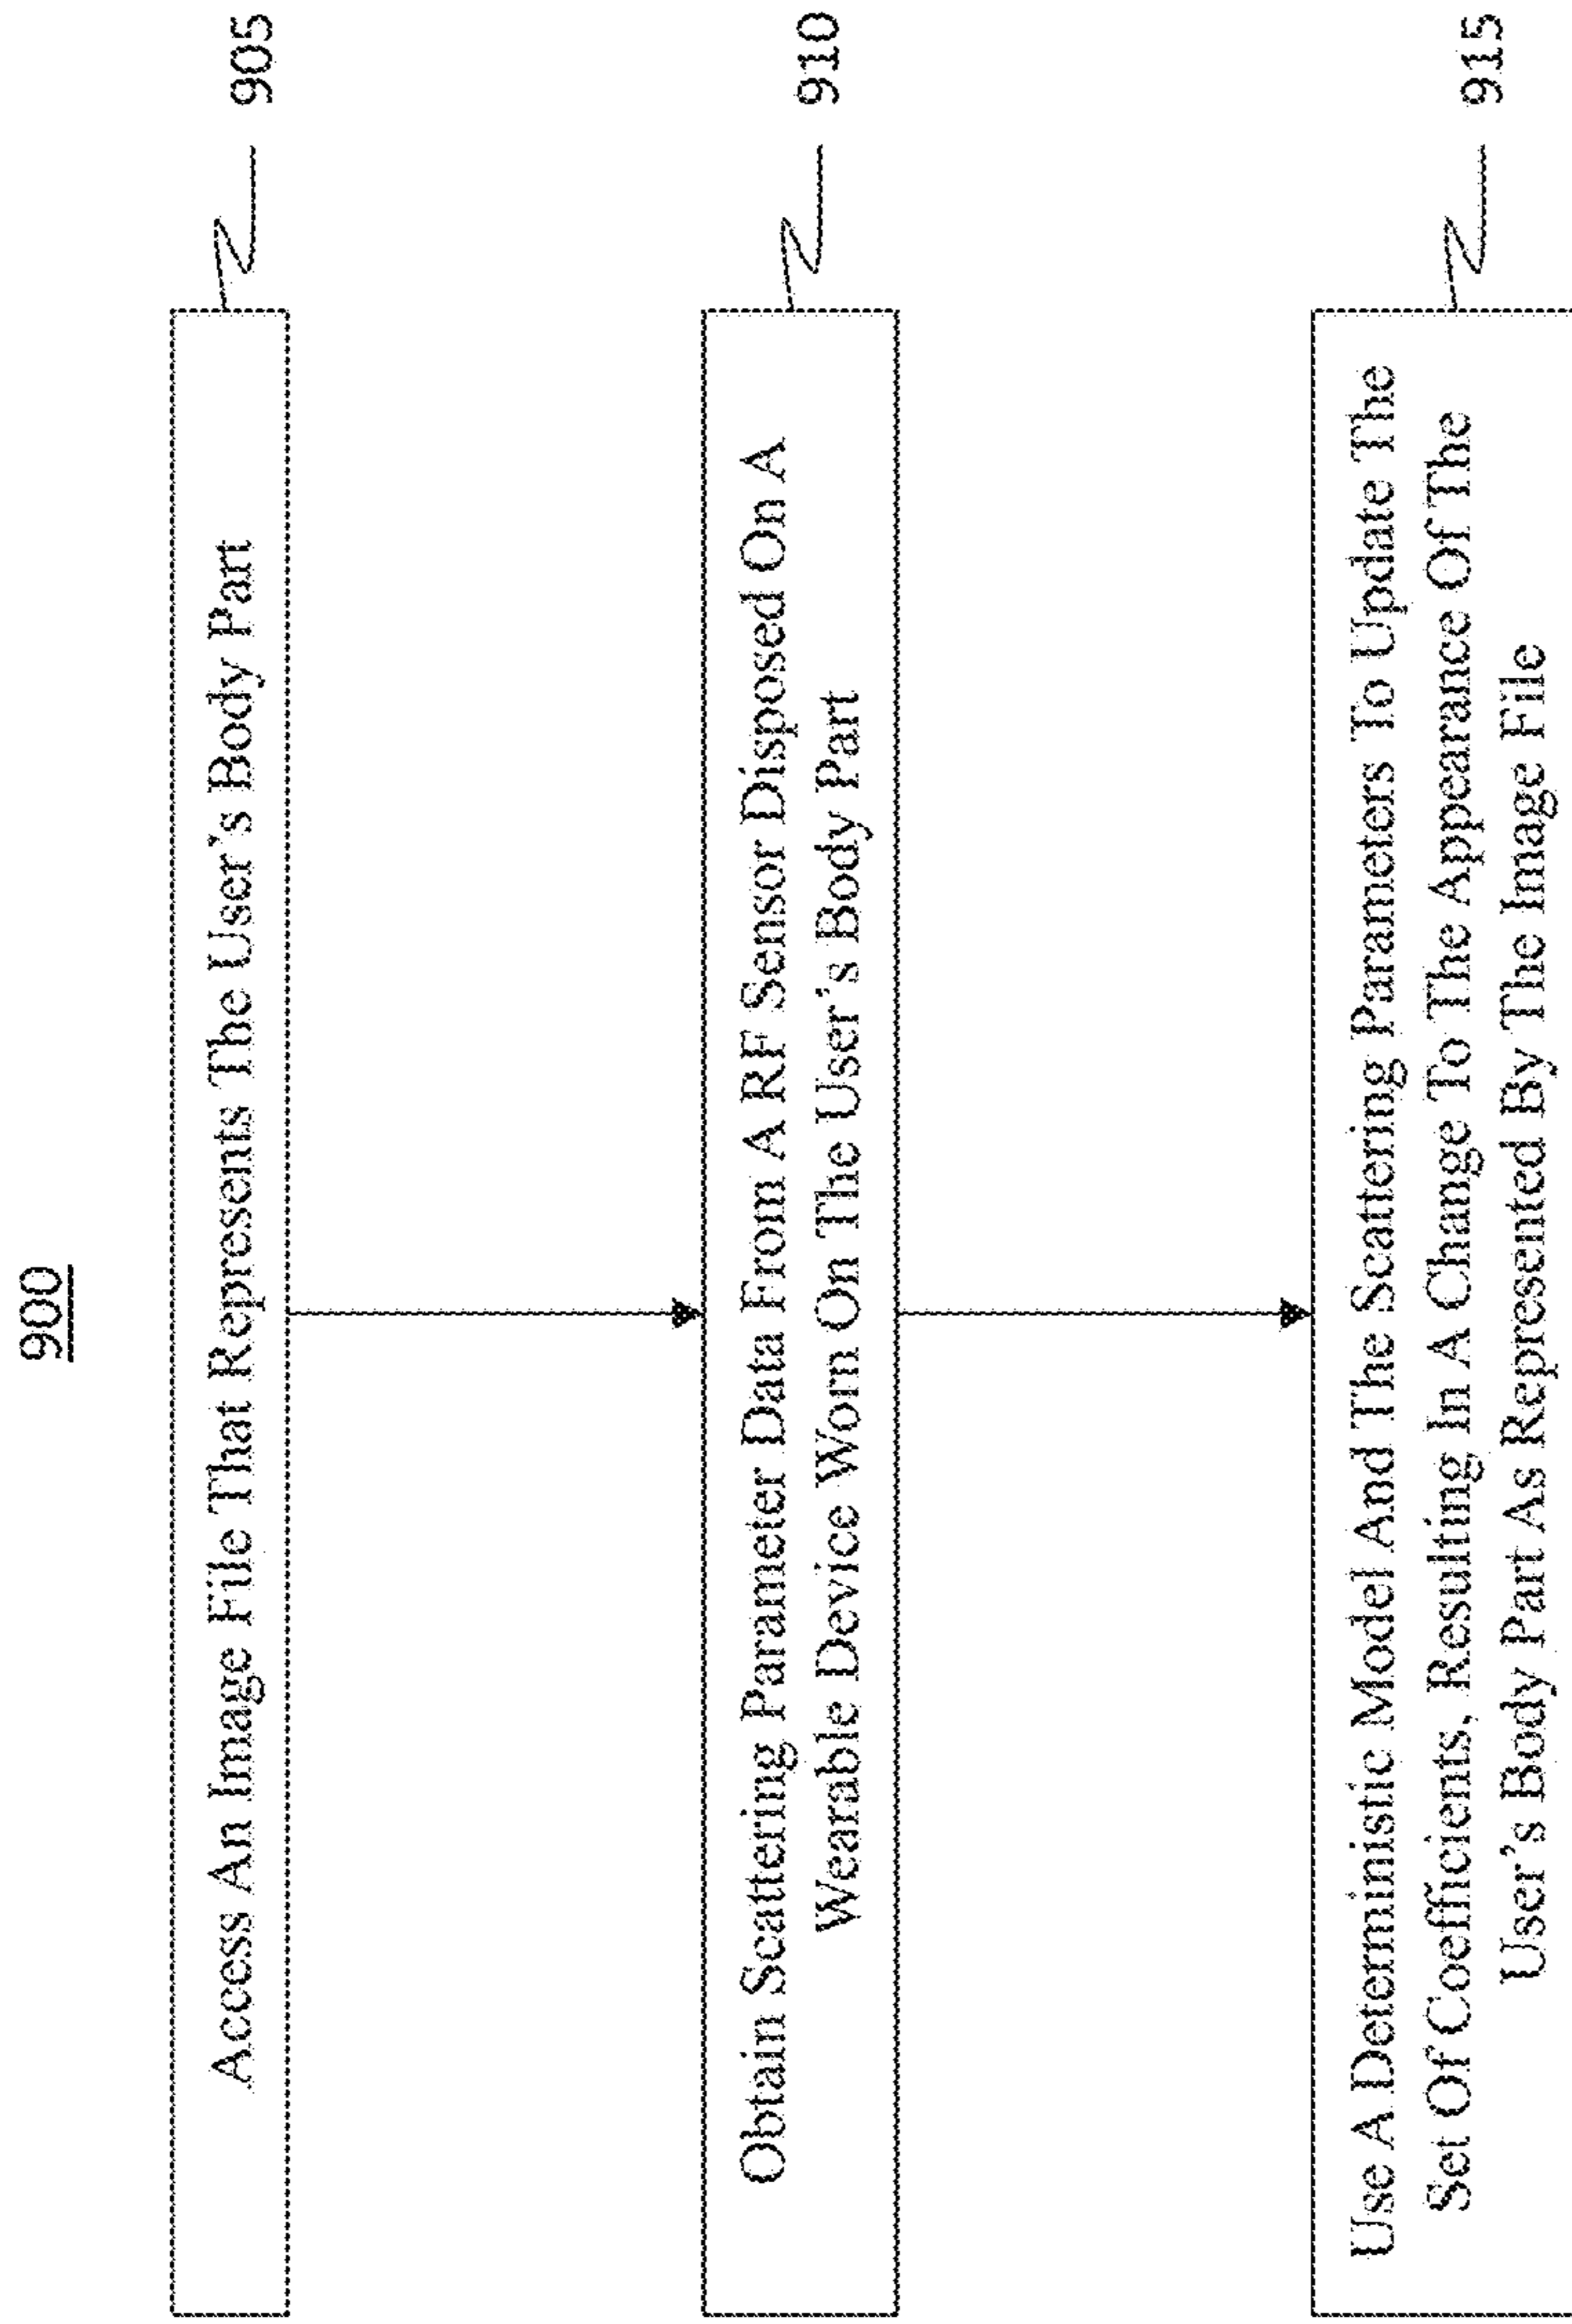 900
Access An Image File That Represents The User's Body Part
905
Obtain Scattering Parameter Data From A RF Sensor Disposed On A
Wearable Device Worn On The User's Body Part
910
Use A Deterministic Model And The Scattering Parameters To Update The
Set Of Coefficients, Resulting In A Change To The Appearance Of The
User's Body Part As Represented By The Image File
915